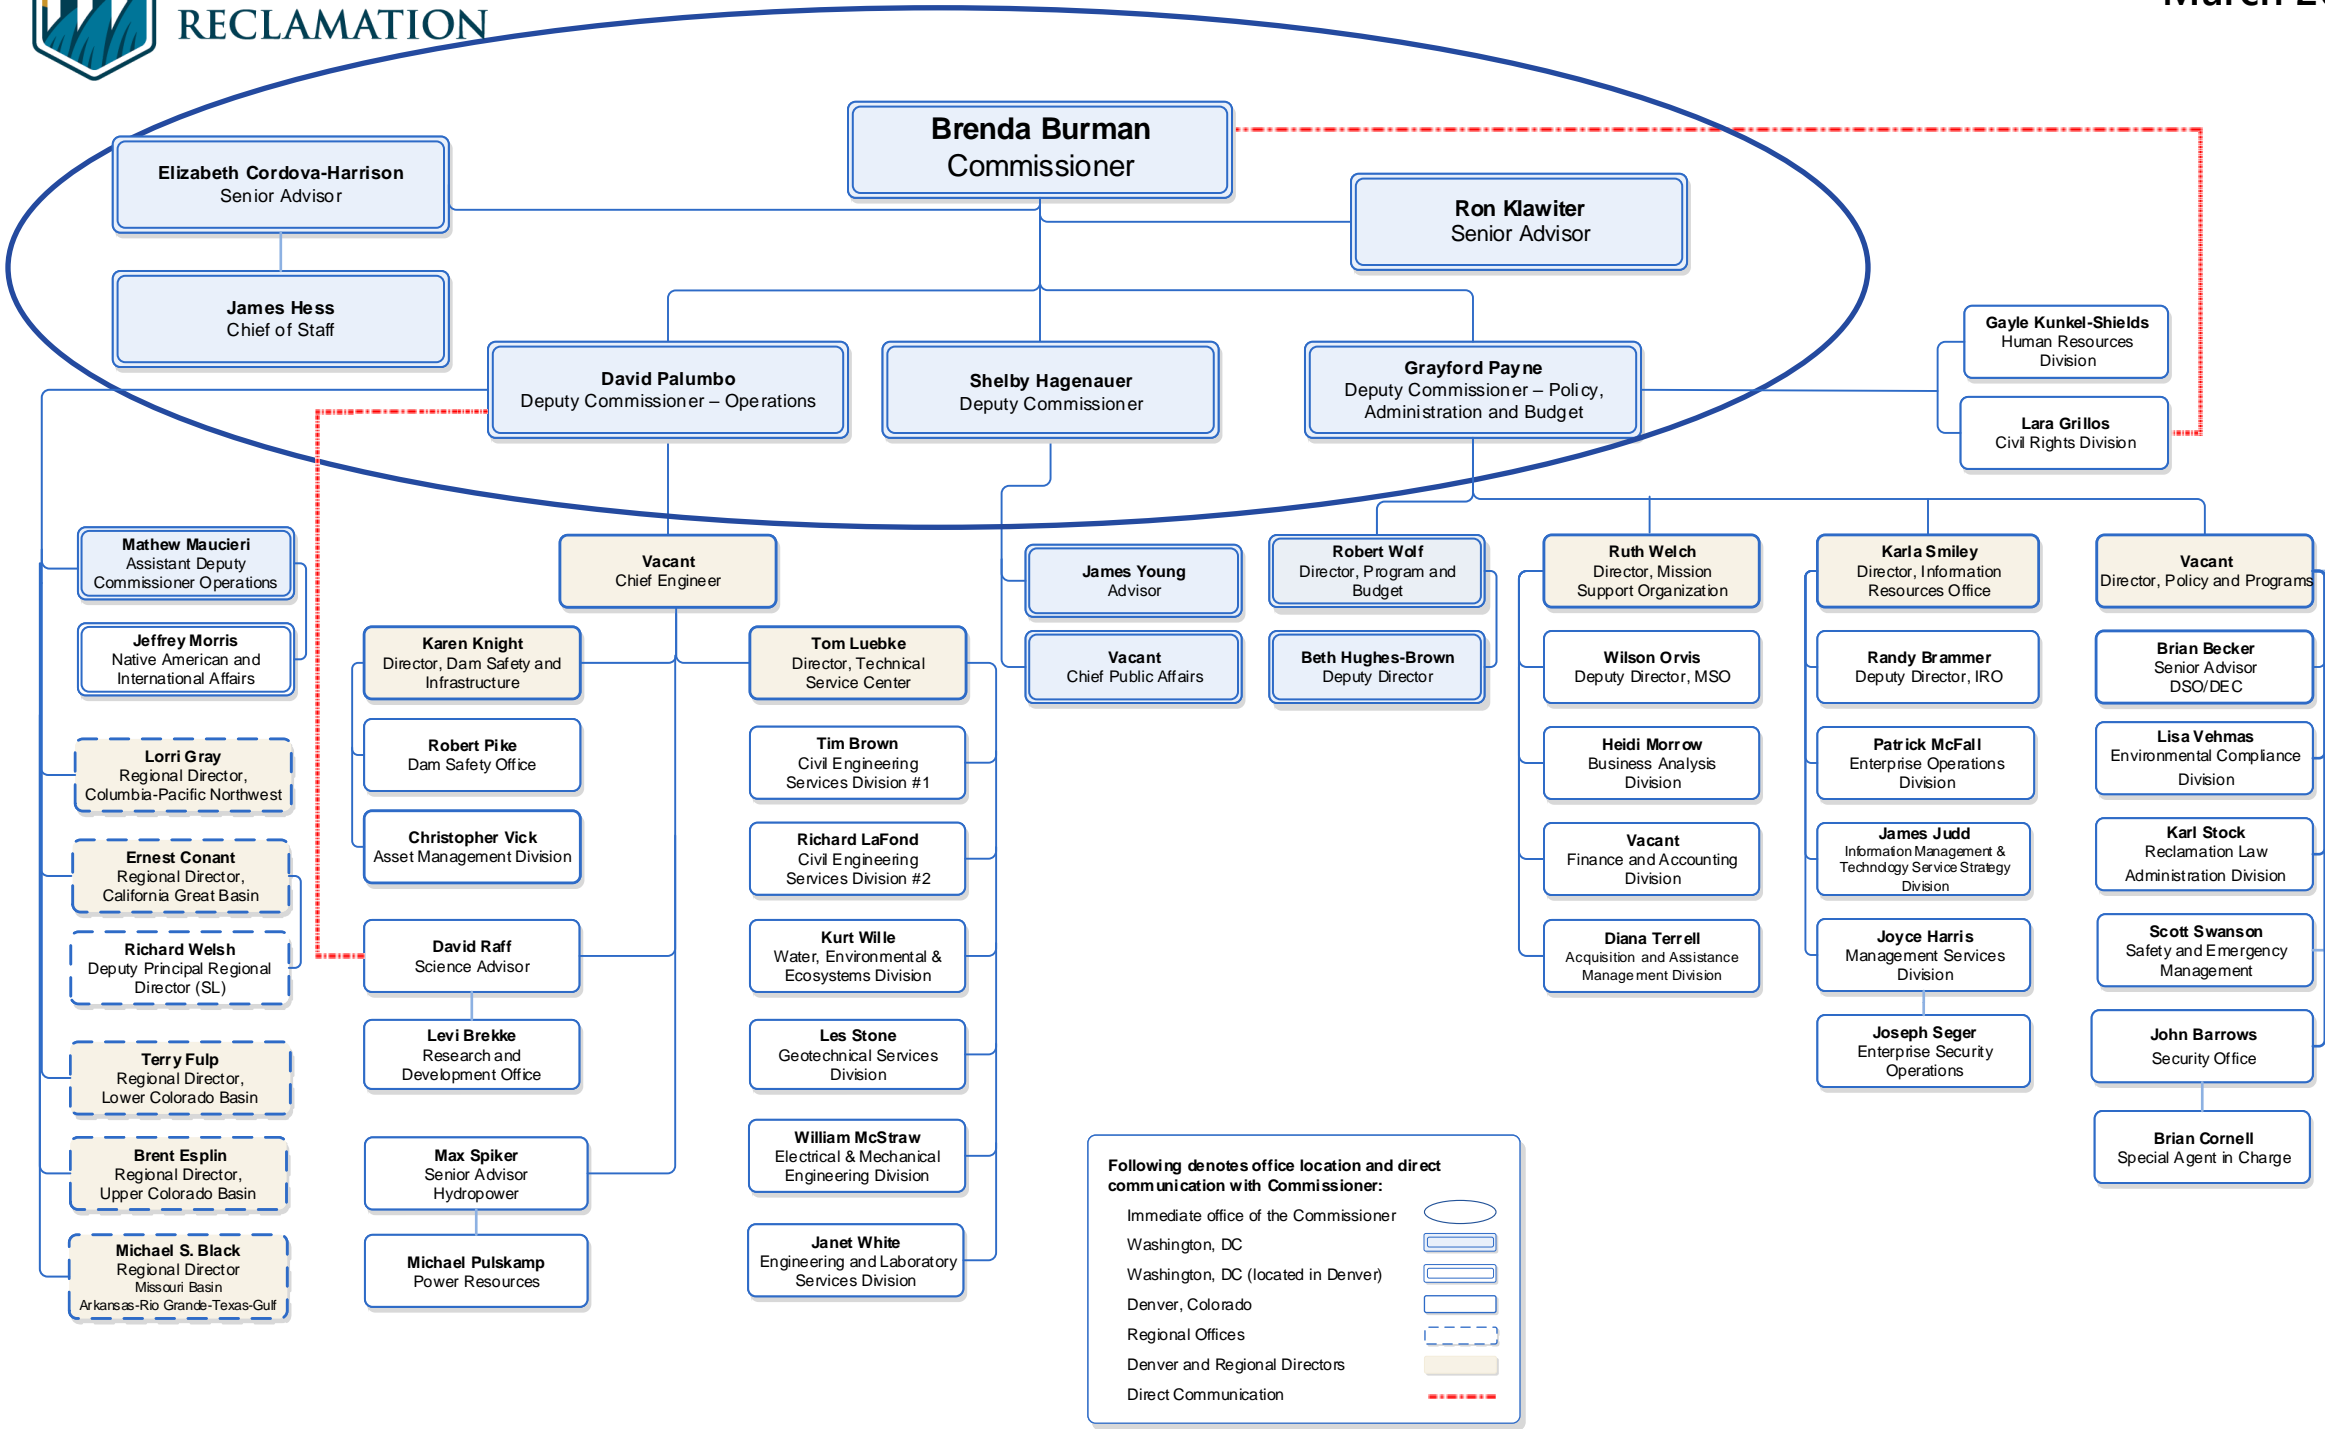 RECLAMATION
Brenda Burman
Commissioner
Elizabeth Cordova-Harrison
Senior Advisor
Ron Klawiter
Senior Advisor
James Hess
Chief of Staff
Gayle Kunkel-Shields
Human Resources
Division
David Palumbo
Deputy Commissioner – Operations
Shelby Hagenauer
Deputy Commissioner
Grayford Payne
Deputy Commissioner – Policy,
Administration and Budget
Lara Grillos
Civil Rights Division
Mathew Maucieri
Assistant Deputy
Commissioner Operations
Jeffrey Morris
Native American and
International Affairs
Lorri Gray
Regional Director,
Columbia-Pacific Northwest
Ernest Conant
Regional Director,
California Great Basin
Richard Welsh
Deputy Principal Regional
Director (SL)
Terry Fulp
Regional Director,
Lower Colorado Basin
Brent Esplin
Regional Director,
Upper Colorado Basin
Michael S. Black
Regional Director
Missouri Basin
Arkansas-Rio Grande-Texas-Gulf
Vacant
Chief Engineer
Karen Knight
Director, Dam Safety and
Infrastructure
Robert Pike
Dam Safety Office
Christopher Vick
Asset Management Division
David Raff
Science Advisor
Levi Brekke
Research and
Development Office
Max Spiker
Senior Advisor
Hydropower
Michael Pulskamp
Power Resources
Tom Luebke
Director, Technical
Service Center
Tim Brown
Civil Engineering
Services Division #1
Richard LaFond
Civil Engineering
Services Division #2
Kurt Wille
Water, Environmental &
Ecosystems Division
Les Stone
Geotechnical Services
Division
William McStraw
Electrical & Mechanical
Engineering Division
Janet White
Engineering and Laboratory
Services Division
James Young
Advisor
Vacant
Chief Public Affairs
Robert Wolf
Director, Program and
Budget
Beth Hughes-Brown
Deputy Director
Ruth Welch
Director, Mission
Support Organization
Wilson Orvis
Deputy Director, MSO
Heidi Morrow
Business Analysis
Division
Vacant
Finance and Accounting
Division
Diana Terrell
Acquisition and Assistance
Management Division
Karla Smiley
Director, Information
Resources Office
Randy Brammer
Deputy Director, IRO
Patrick McFall
Enterprise Operations
Division
James Judd
Information Management &
Technology Service Strategy
Division
Joyce Harris
Management Services
Division
Joseph Seger
Enterprise Security
Operations
Vacant
Director, Policy and Programs
Brian Becker
Senior Advisor
DSO/DEC
Lisa Vehmas
Environmental Compliance
Division
Karl Stock
Reclamation Law
Administration Division
Scott Swanson
Safety and Emergency
Management
John Barrows
Security Office
Brian Cornell
Special Agent in Charge
Following denotes office location and direct
communication with Commissioner:
Immediate office of the Commissioner
Washington, DC
Washington, DC (located in Denver)
Denver, Colorado
Regional Offices
Denver and Regional Directors
Direct Communication